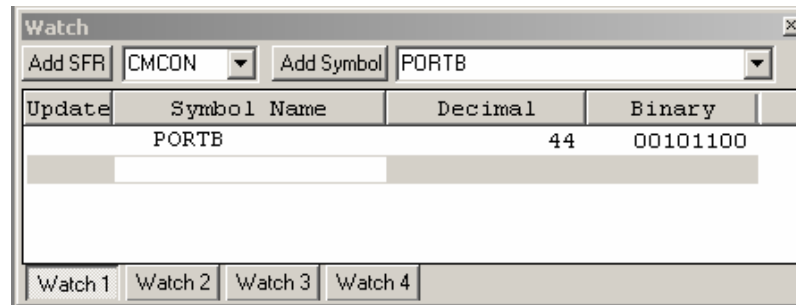 Watch
Add SFR CMCON Add Symbol PORTB
Update Symbol Name Decimal Binary
PORTB 44 00101100
Watch 1 Watch 2 Watch 3 Watch 4